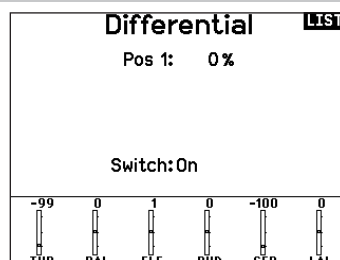 Differential
LIST
Pos 1: 0%
Switch: On
-99 0 1 0 -100 0